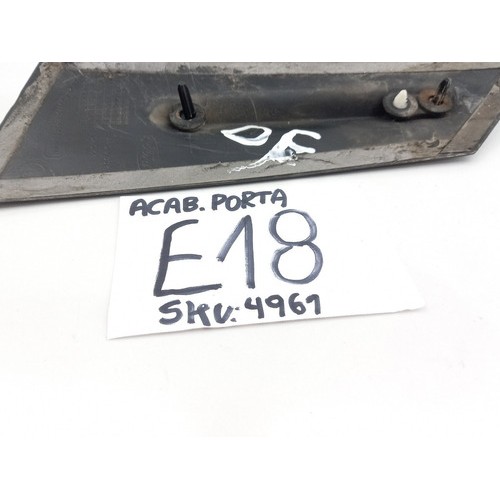 ACAB. PORTA
E18
SKU: 4961